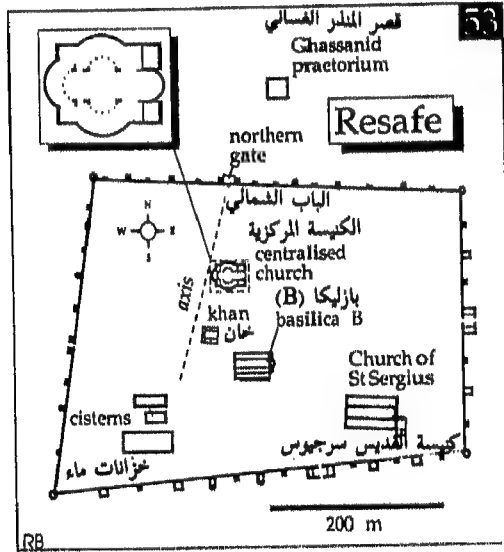 53
قصر المنذر الغساني
Ghassanid
praetorium
Resafe
northern
gate
الباب الشمالي
N
W
E
S
الكنيسة المركزية
centralised
church
axis
بازليكا (B)
basilica B
khan
خان
Church of
St Sergius
cisterns
كنيسة القديس سرجيوس
خزانات ماء
200 m
RB